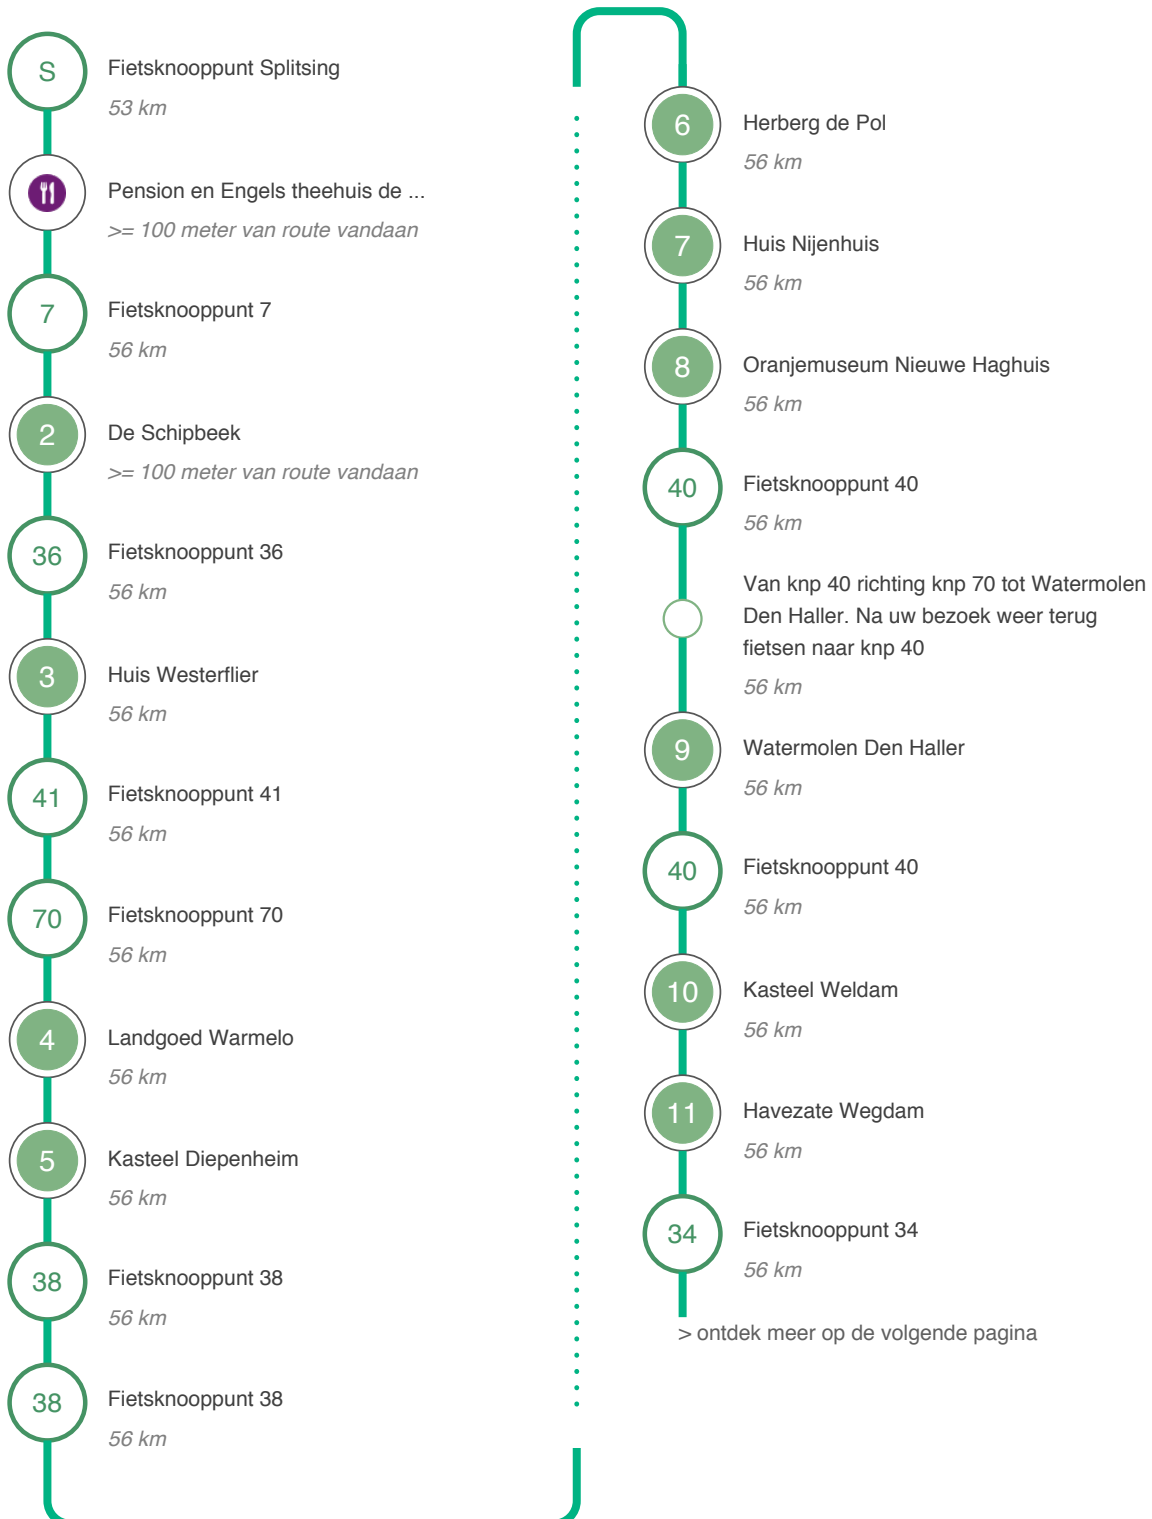 S
Fietsknooppunt Splitsing
53 km
Pension en Engels theehuis de ...
>= 100 meter van route vandaan
7
Fietsknooppunt 7
56 km
2
De Schipbeek
>= 100 meter van route vandaan
36
Fietsknooppunt 36
56 km
3
Huis Westerflier
56 km
41
Fietsknooppunt 41
56 km
70
Fietsknooppunt 70
56 km
4
Landgoed Warmelo
56 km
5
Kasteel Diepenheim
56 km
38
Fietsknooppunt 38
56 km
38
Fietsknooppunt 38
56 km
6
Herberg de Pol
56 km
7
Huis Nijenhuis
56 km
8
Oranjemuseum Nieuwe Haghuis
56 km
40
Fietsknooppunt 40
56 km
Van knp 40 richting knp 70 tot Watermolen
Den Haller. Na uw bezoek weer terug
fietsen naar knp 40
56 km
9
Watermolen Den Haller
56 km
40
Fietsknooppunt 40
56 km
10
Kasteel Weldam
56 km
11
Havezate Wegdam
56 km
34
Fietsknooppunt 34
56 km
> ontdek meer op de volgende pagina